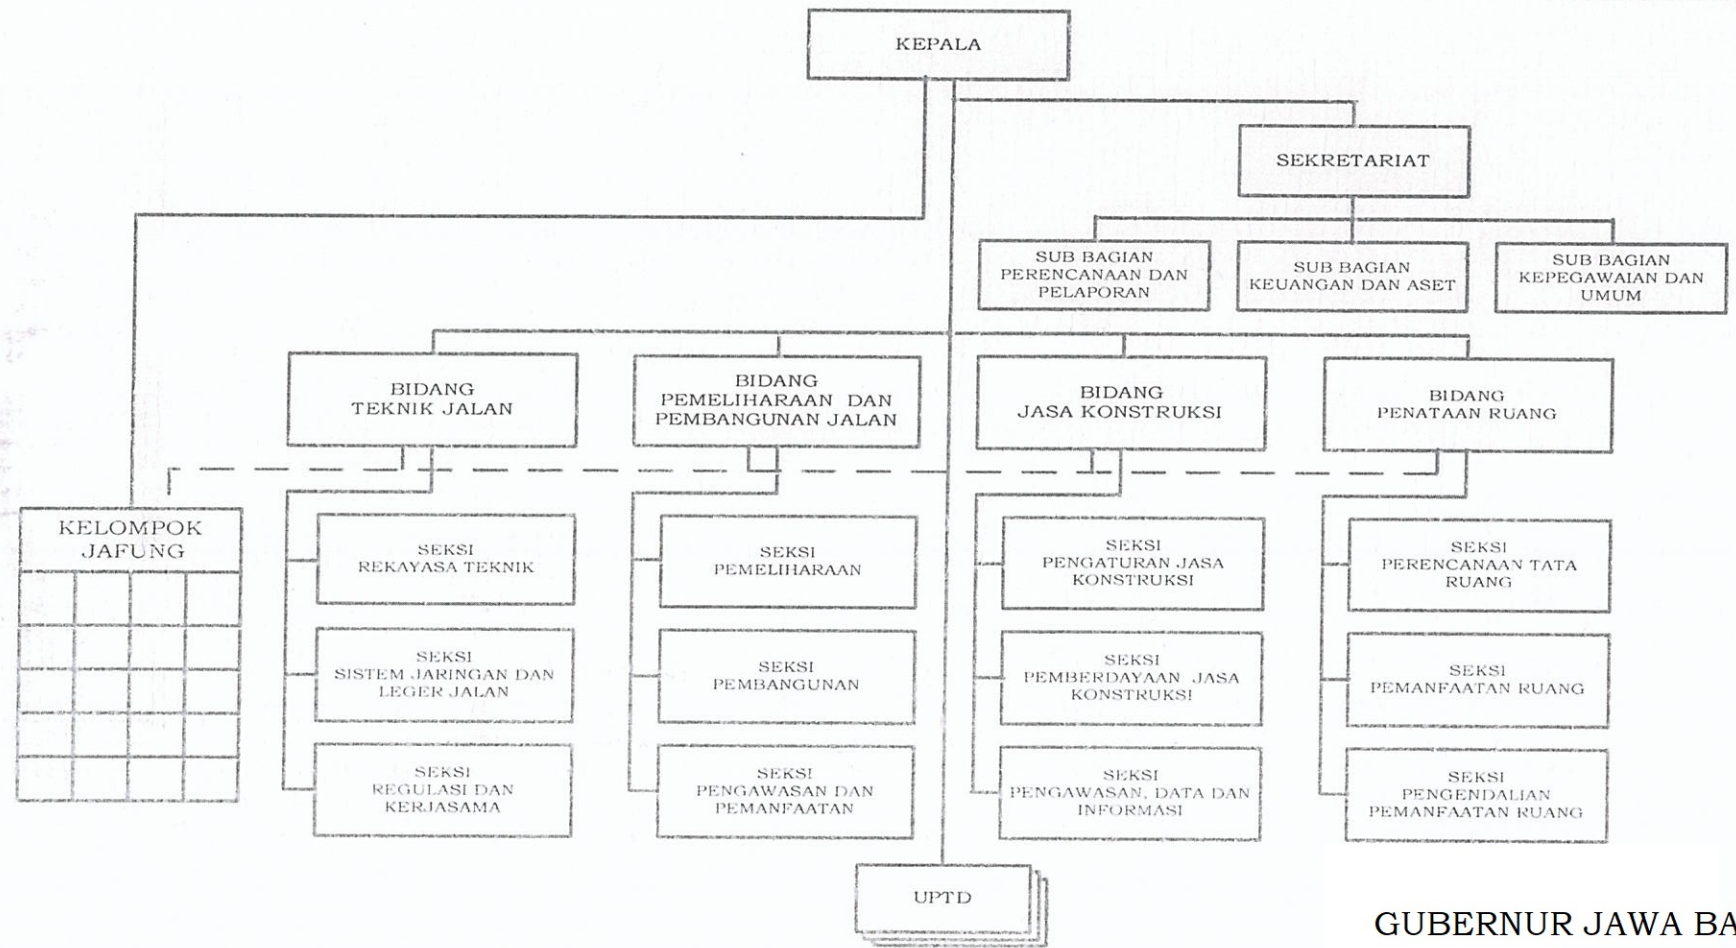 KEPALA
SEKRETARIAT
SUB BAGIAN
PERENCANAAN DAN
PELAPORAN
SUB BAGIAN
KEUANGAN DAN ASET
SUB BAGIAN
KEPEGAWAIAN DAN
UMUM
BIDANG
TEKNIK JALAN
BIDANG
PEMELIHARAAN DAN
PEMBANGUNAN JALAN
BIDANG
JASA KONSTRUKSI
BIDANG
PENATAAN RUANG
KELOMPOK
JAFUNG
SEKSI
REKAYASA TEKNIK
SEKSI
SISTEM JARINGAN DAN
LEGER JALAN
SEKSI
REGULASI DAN
KERJASAMA
SEKSI
PEMELIHARAAN
SEKSI
PEMBANGUNAN
SEKSI
PENGAWASAN DAN
PEMANFAATAN
SEKSI
PENGATURAN JASA
KONSTRUKSI
SEKSI
PEMBERDAYAAN JASA
KONSTRUKSI
SEKSI
PENGAWASAN, DATA DAN
INFORMASI
SEKSI
PERENCANAAN TATA
RUANG
SEKSI
PEMANFAATAN RUANG
SEKSI
PENGENDALIAN
PEMANFAATAN RUANG
UPTD
GUBERNUR JAWA BA